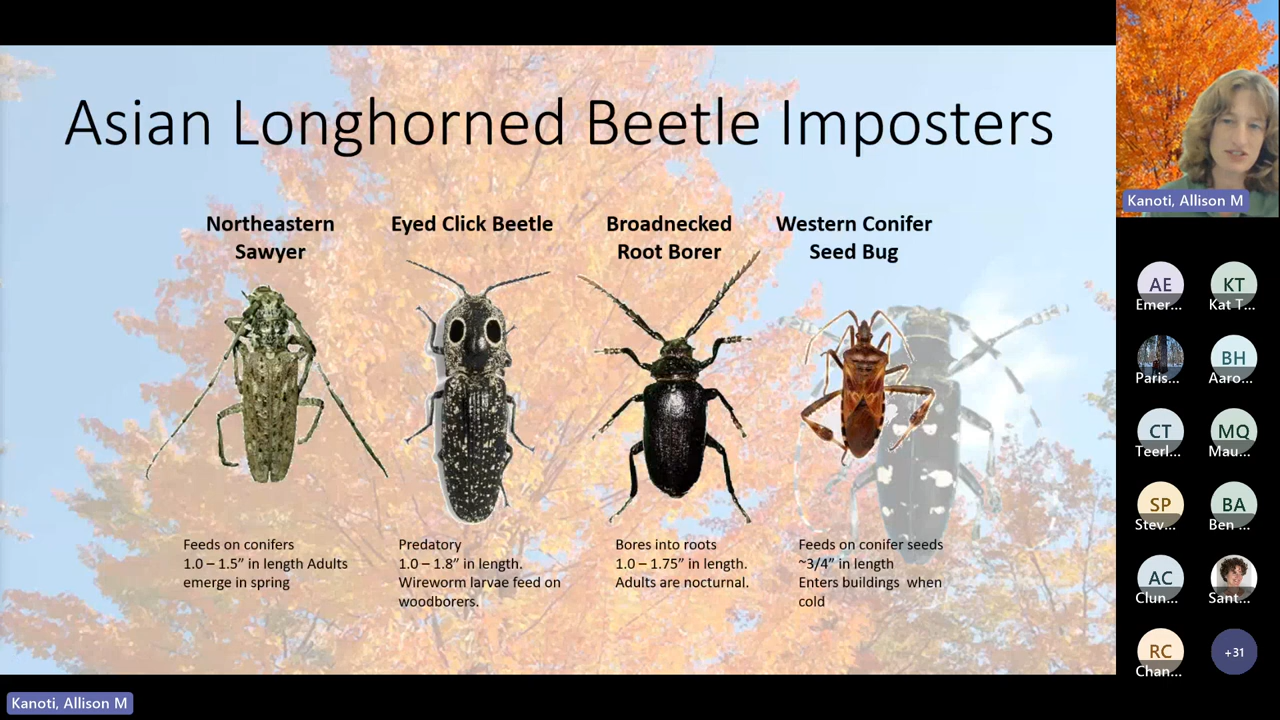 Asian Longhorned Beetle Imposters
Northeastern
Sawyer
Eyed Click Beetle
Broadnecked
Root Borer
Western Conifer
Seed Bug
Feeds on conifers
1.0 – 1.5” in length Adults
emerge in spring
Predatory
1.0 – 1.8” in length.
Wireworm larvae feed on
woodborers.
Bores into roots
1.0 – 1.75” in length.
Adults are nocturnal.
Feeds on conifer seeds
~3/4” in length
Enters buildings when
cold
Kanoti, Allison M
AE
Emer...
KT
Kat T...
Paris...
BH
Aaro...
CT
Teerl...
MQ
Mau...
SP
Stev...
BA
Ben ...
AC
Clun...
Sant...
RC
Chan...
+31
Kanoti, Allison M